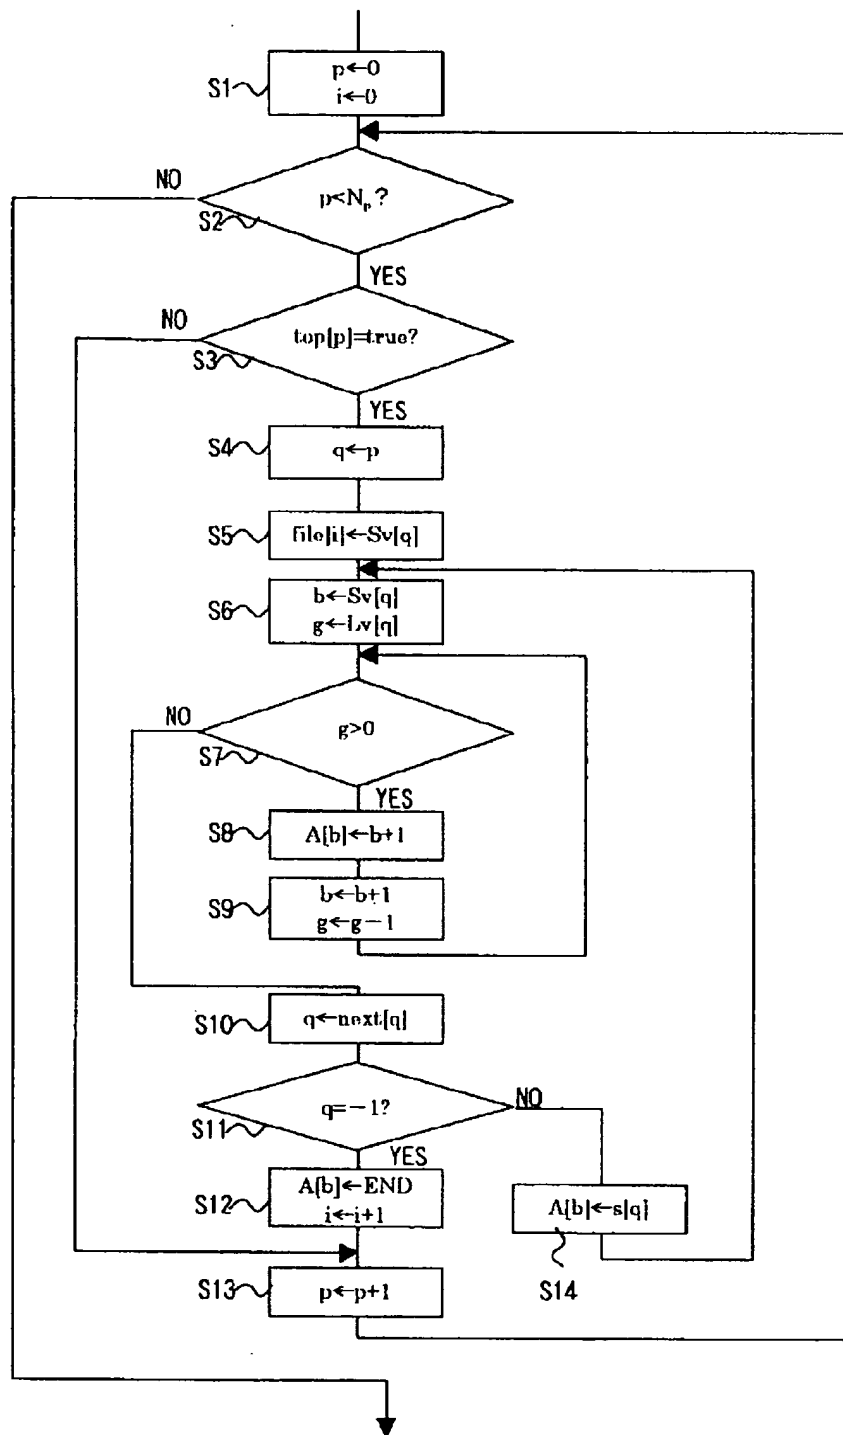 S1
p←0
i←0
NO
p<Np?
S2
YES
NO
top[p]=true?
S3
YES
S4
q←p
S5
file[i]←Sv[q]
S6
b←Sv[q]
g←Lv[q]
NO
g>0
S7
YES
S8
A[b]←b+1
S9
b←b+1
g←g-1
S10
q←next[q]
q=-1?
NO
S11
YES
S12
A[b]←END
i←i+1
A[b]←s[q]
S13
p←p+1
S14